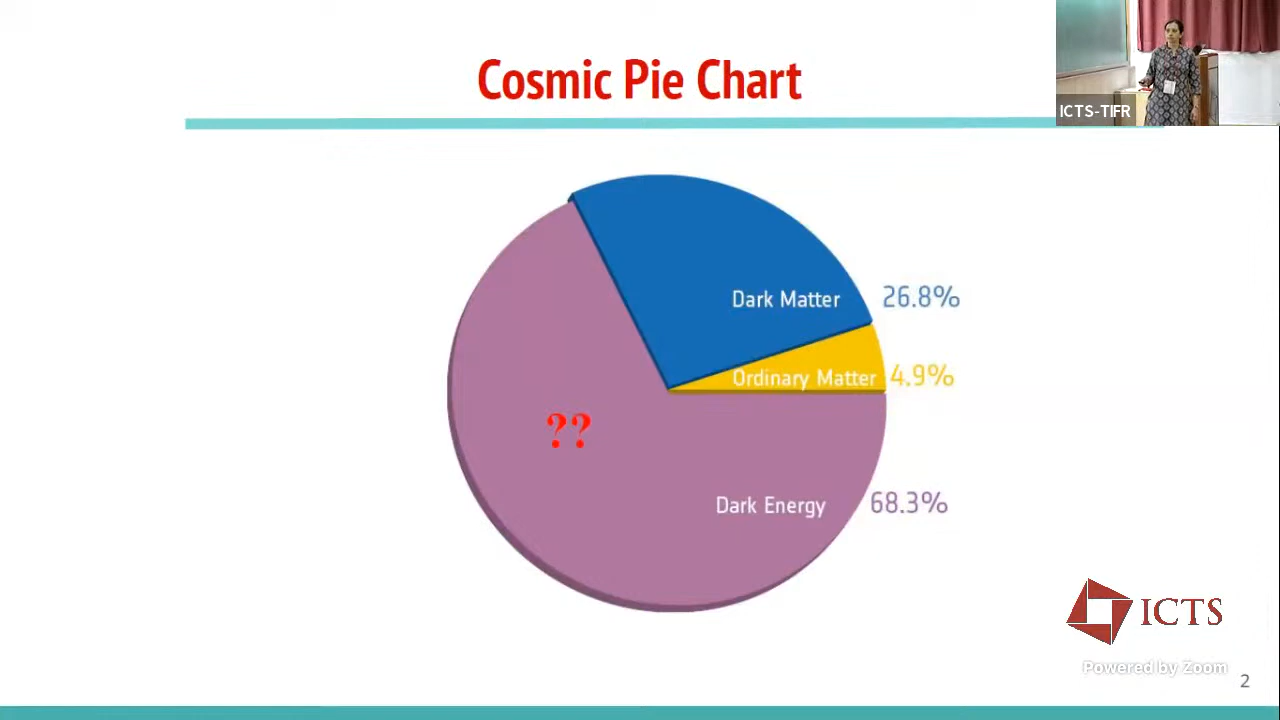 Cosmic Pie Chart
ICTS-TIFR
Dark Matter 26.8%
Ordinary Matter 4.9%
??
Dark Energy 68.3%
ICTS
Powered by Zoom
2